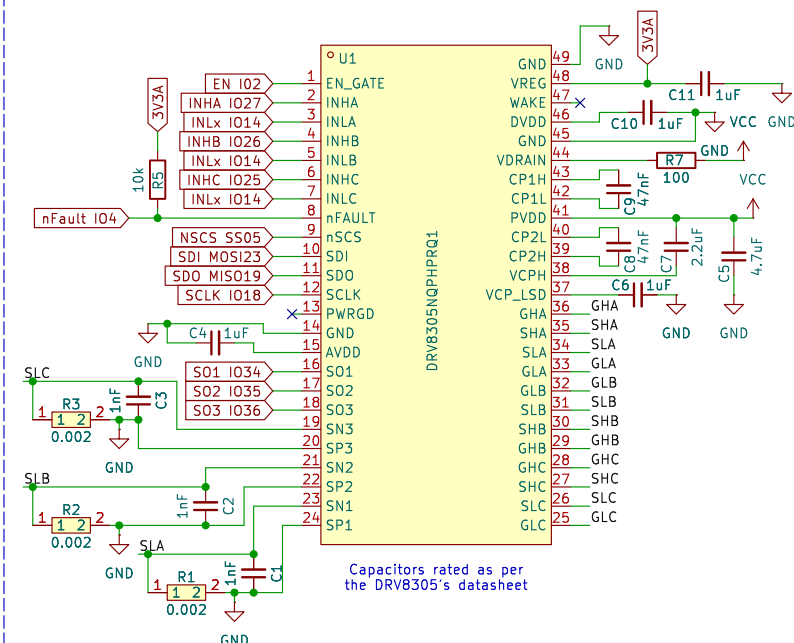 U1
DRV8305NQPHPRQ1
3V3A
10k
R5
EN IO2
INHA IO27
INLx IO14
INHB IO26
INLx IO14
INHC IO25
INLx IO14
nFault IO4
NSCS SS05
SDI MOSI23
SDO MISO19
SCLK IO18
GND
C4 1uF
SO1 IO34
SO2 IO35
SO3 IO36
1 EN_GATE
2 INHA
3 INLA
4 INHB
5 INLB
6 INHC
7 INLC
8 nFAULT
9 nSCS
10 SDI
11 SDO
12 SCLK
13 PWRGD
14 GND
15 AVDD
16 SO1
17 SO2
18 SO3
19 SN3
20 SP3
21 SN2
22 SP2
23 SN1
24 SP1
SLC
R3
1 1 2 2
0.002
1nF
C3
GND
SLB
R2
1 1 2 2
0.002
1nF
C2
GND
SLA
R1
1 1 2 2
0.002
1nF
C1
GND
GND 49
VREG 48
WAKE 47
DVDD 46
GND 45
VDRAIN 44
CP1H 43
CP1L 42
PVDD 41
CP2L 40
CP2H 39
VCPH 38
VCP_LSD 37
GHA 36 GHA
SHA 35 SHA
SLA 34 SLA
GLA 33 GLA
GLB 32 GLB
SLB 31 SLB
SHB 30 SHB
GHB 29 GHB
GHC 28 GHC
SHC 27 SHC
SLC 26 SLC
GLC 25 GLC
GND
3V3A
C11 1uF
GND
C10 1uF
GND
VCC
R7
100
VCC
C9
47nF
C8
47nF
C7
2.2uF
C5
4.7uF
C6 1uF
GND
GND
Capacitors rated as per
the DRV8305's datasheet